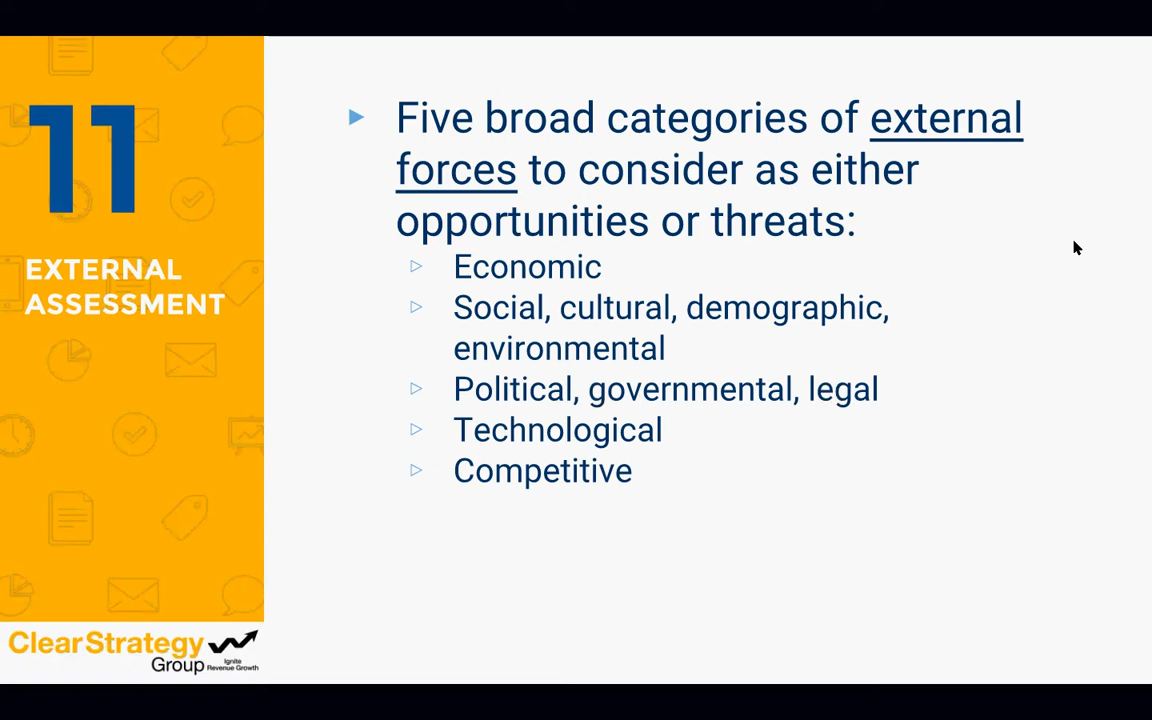 11
EXTERNAL
ASSESSMENT
Five broad categories of external
forces to consider as either
opportunities or threats:
Economic
Social, cultural, demographic,
environmental
Political, governmental, legal
Technological
Competitive
ClearStrategy
Group
Ignite
Revenue Growth